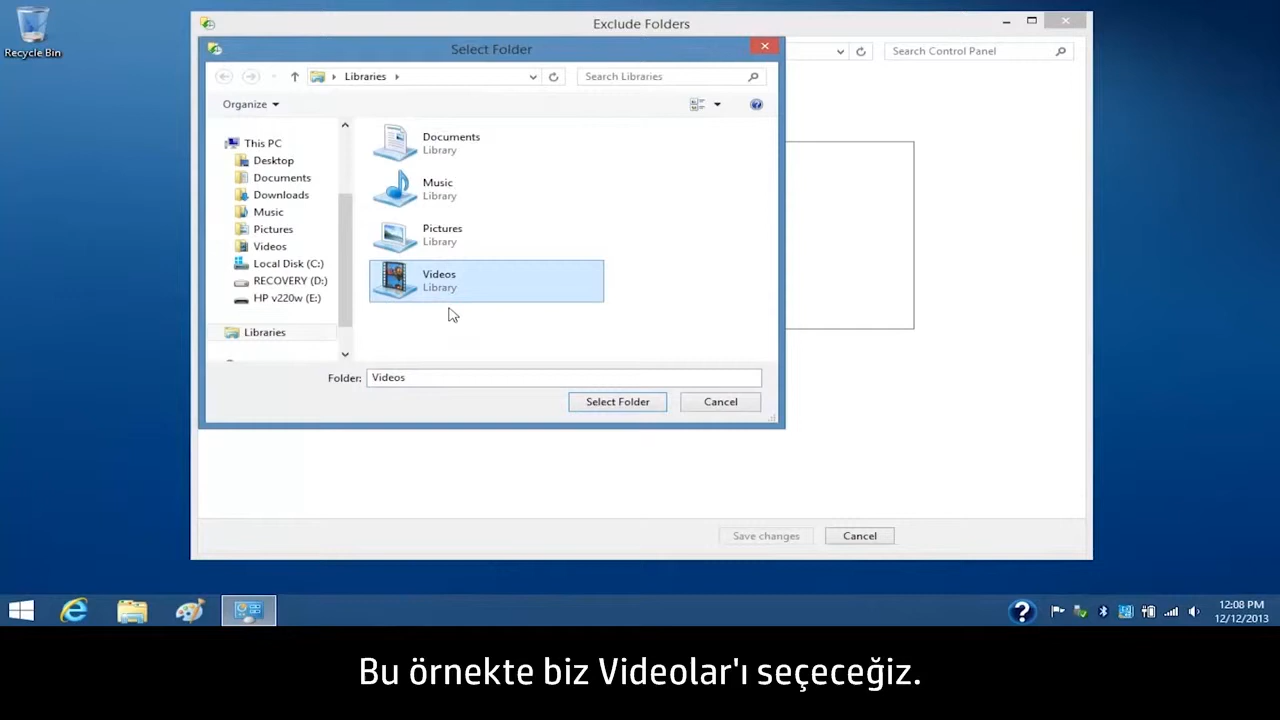 Recycle Bin
Exclude Folders
Search Control Panel
Select Folder
Libraries
Search Libraries
Organize
This PC
Desktop
Documents
Downloads
Music
Pictures
Videos
Local Disk (C:)
RECOVERY (D:)
HP v220w (E:)
Libraries
Documents
Library
Music
Library
Pictures
Library
Videos
Library
Folder: Videos
Select Folder Cancel
Save changes Cancel
12:08 PM
12/12/2013
Bu örnekte biz Videolar'ı seçeceğiz.